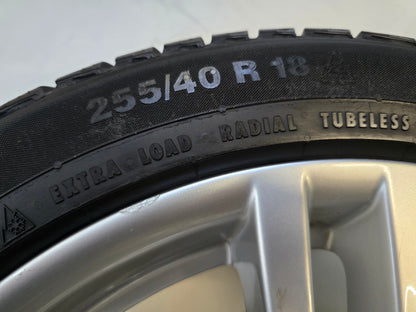 255/40 R 18
EXTRA LOAD RADIAL TUBELESS